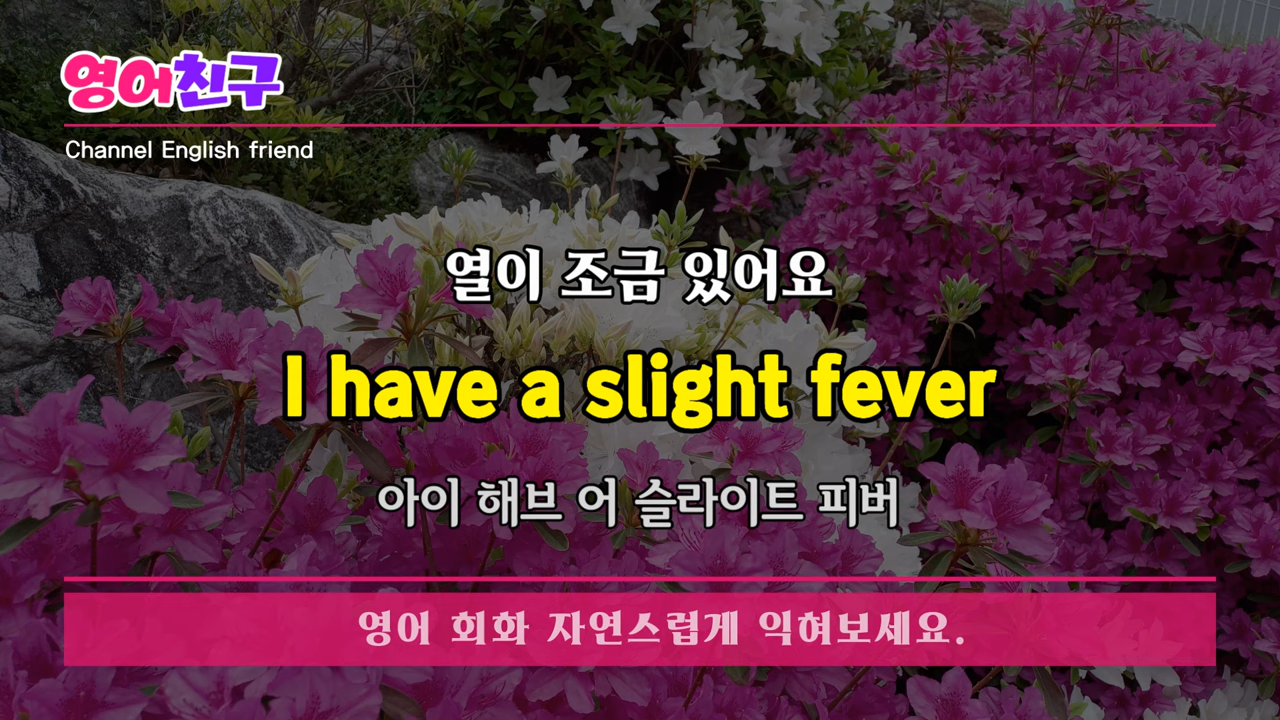 영어친구
Channel English friend
열이 조금 있어요
I have a slight fever
아이 해브 어 슬라이트 피버
영어 회화 자연스럽게 익혀보세요.